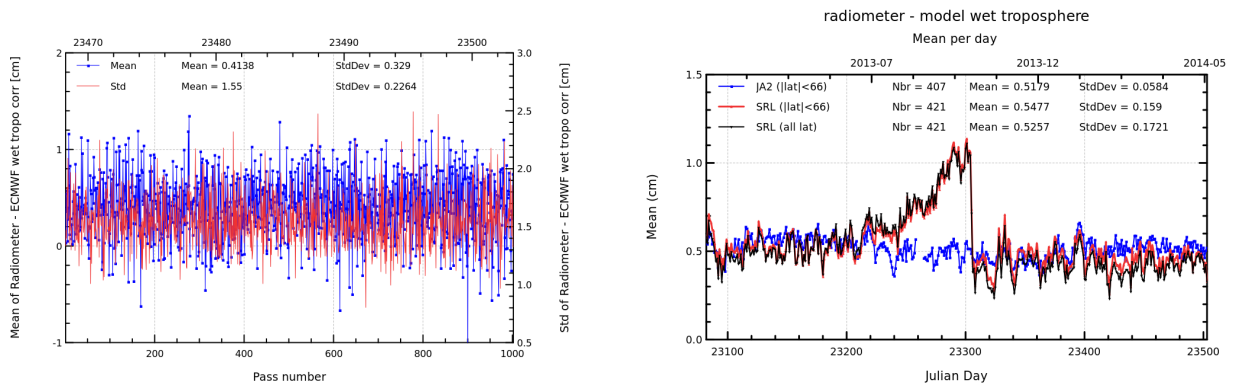 23470 23480 23490 23500
Mean Mean = 0.4138 StdDev = 0.329
Std Mean = 1.55 StdDev = 0.2264
Mean of Radiometer - ECMWF wet tropo corr [cm]
2
1
0
-1
Std of Radiometer - ECMWF wet tropo corr [cm]
3.0
2.5
2.0
1.5
1.0
0.5
200 400 600 800 1000
Pass number
radiometer - model wet troposphere
Mean per day
2013-07 2013-12 2014-05
JA2 (|lat|<66) Nbr = 407 Mean = 0.5179 StdDev = 0.0584
SRL (|lat|<66) Nbr = 421 Mean = 0.5477 StdDev = 0.159
SRL (all lat) Nbr = 421 Mean = 0.5257 StdDev = 0.1721
Mean (cm)
1.5
1.0
0.5
0.0
23100 23200 23300 23400 23500
Julian Day